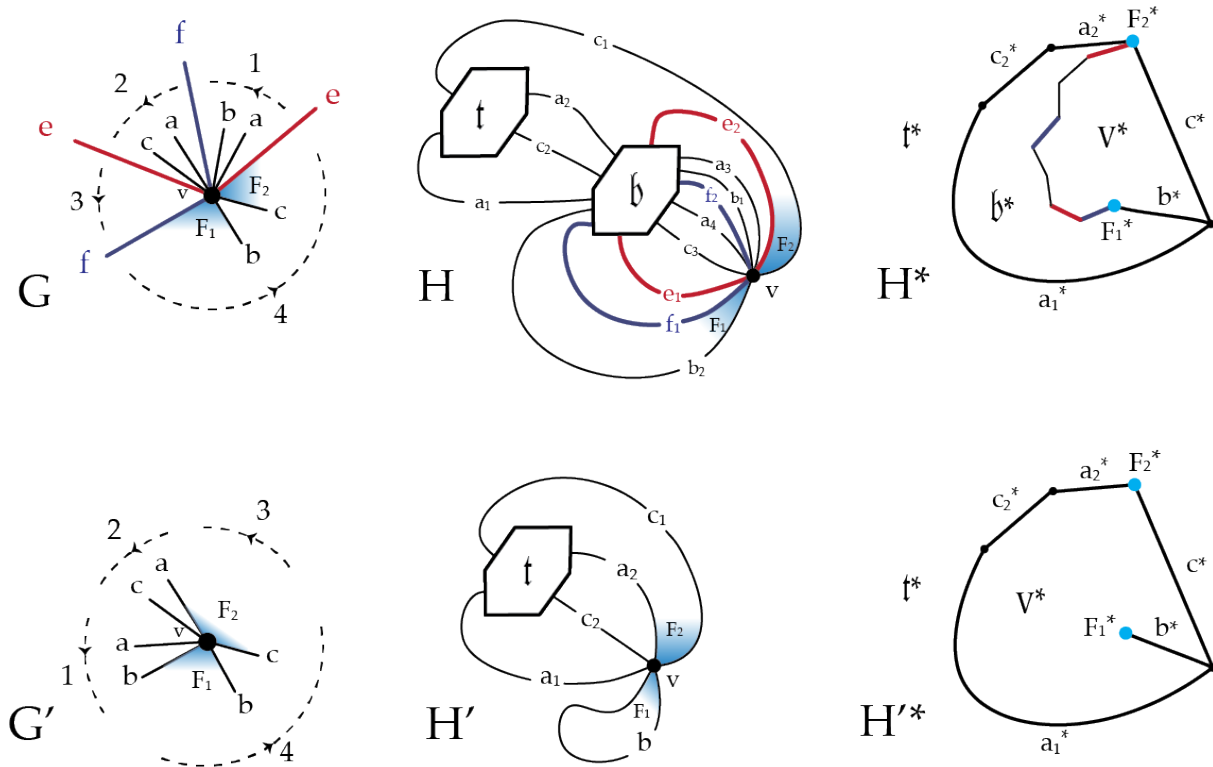 f
1
2
e
e
a
b
a
c
v
F₂
3
c
F₁
b
f
4
G
c₁
𝔱
a₂
c₂
a₁
𝔟
e₂
a₃
b₁
f₂
a₄
c₃
F₂
v
e₁
f₁
F₁
b₂
H
F₂*
a₂*
c₂*
c*
𝔱*
V*
𝔟*
b*
F₁*
a₁*
H*
3
2
a
c
F₂
v
a
c
b
F₁
b
1
4
G′
c₁
𝔱
a₂
c₂
F₂
a₁
v
F₁
b
H′
F₂*
a₂*
c₂*
c*
𝔱*
V*
F₁*
b*
a₁*
H′*